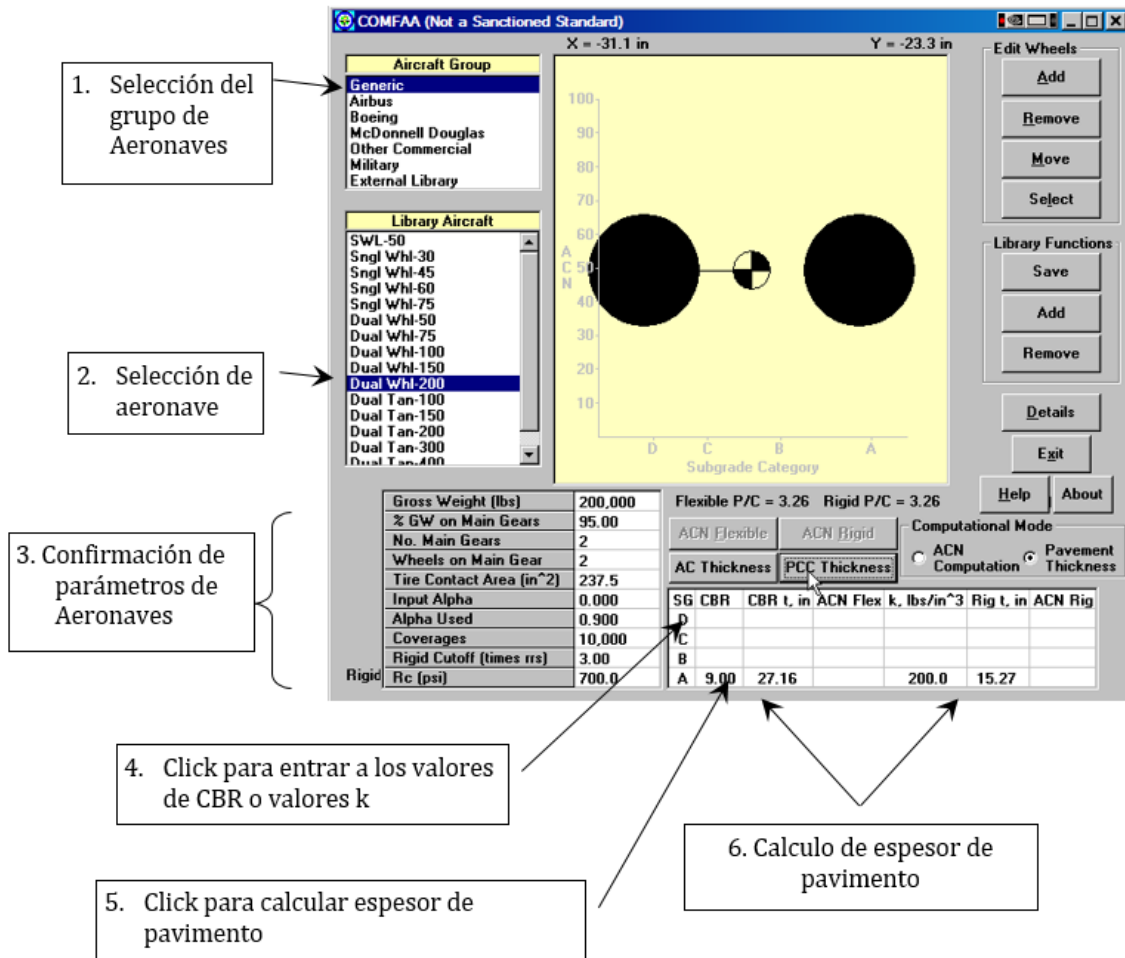 COMFAA (Not a Sanctioned Standard)
X = -31.1 in Y = -23.3 in
1. Selección del
grupo de
Aeronaves
Aircraft Group
Generic
Airbus
Boeing
McDonnell Douglas
Other Commercial
Military
External Library
2. Selección de
aeronave
Library Aircraft
SWL-50
Sngl Whl-30
Sngl Whl-45
Sngl Whl-60
Sngl Whl-75
Dual Whl-50
Dual Whl-75
Dual Whl-100
Dual Whl-150
Dual Whl-200
Dual Tan-100
Dual Tan-150
Dual Tan-200
Dual Tan-300
Dual Tan-400
100
90
80
70
60
50
40
30
20
10
ACN
D C B A
Subgrade Category
Edit Wheels
Add
Remove
Move
Select
Library Functions
Save
Add
Remove
Details
Exit
Help About
3. Confirmación de
parámetros de
Aeronaves
Gross Weight (lbs) 200,000
% GW on Main Gears 95.00
No. Main Gears 2
Wheels on Main Gear 2
Tire Contact Area (in^2) 237.5
Input Alpha 0.000
Alpha Used 0.900
Coverages 10,000
Rigid Cutoff (times rrs) 3.00
Rigid Rc (psi) 700.0
Flexible P/C = 3.26 Rigid P/C = 3.26
ACN Flexible ACN Rigid
AC Thickness PCC Thickness
Computational Mode
ACN Computation
Pavement Thickness
SG CBR CBR t, in ACN Flex k, lbs/in^3 Rig t, in ACN Rig
D
C
B
A 9.00 27.16 200.0 15.27
4. Click para entrar a los valores
de CBR o valores k
5. Click para calcular espesor de
pavimento
6. Calculo de espesor de
pavimento